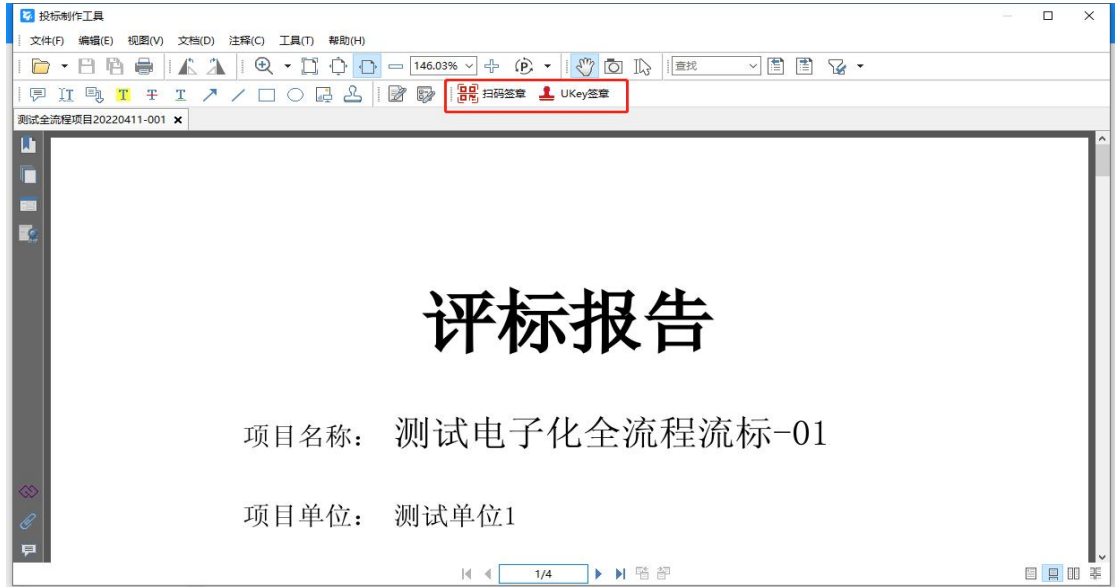 投标制作工具
文件(F) 编辑(E) 视图(V) 文档(D) 注释(C) 工具(T) 帮助(H)
146.03% 查找
扫码签章 UKey签章
测试全流程项目20220411-001
评标报告
项目名称： 测试电子化全流程流标-01
项目单位： 测试单位1
1/4